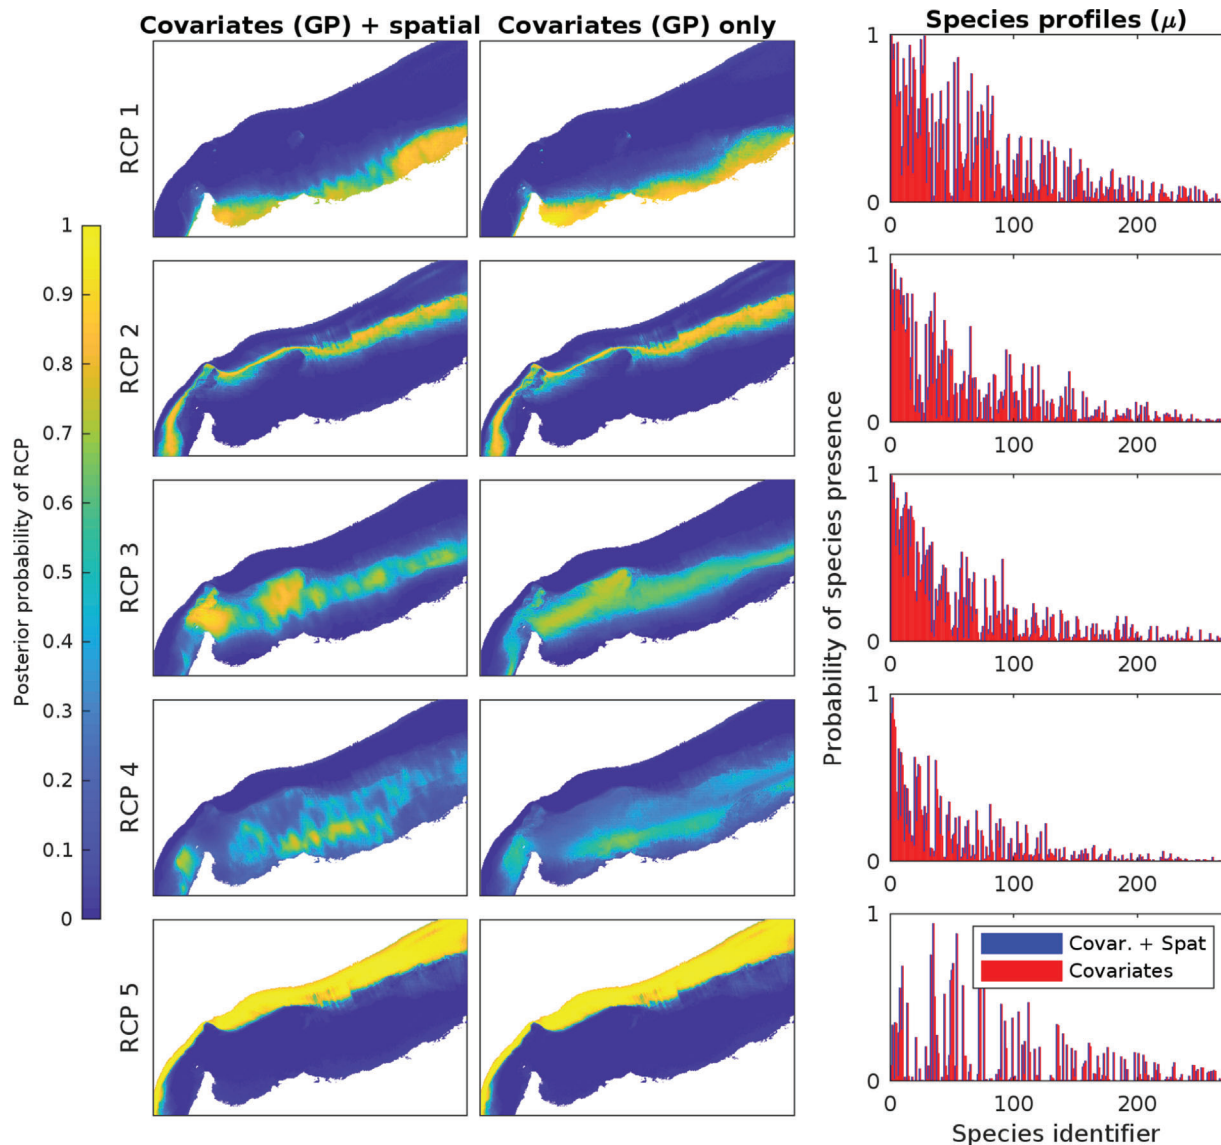 Covariates (GP) + spatial
Covariates (GP) only
Species profiles (μ)
Posterior probability of RCP
1
0.9
0.8
0.7
0.6
0.5
0.4
0.3
0.2
0.1
0
RCP 1
RCP 2
RCP 3
RCP 4
RCP 5
Probability of species presence
1
0
0
100
200
1
0
0
100
200
1
0
0
100
200
1
0
0
100
200
1
0
0
100
200
Covar. + Spat
Covariates
Species identifier